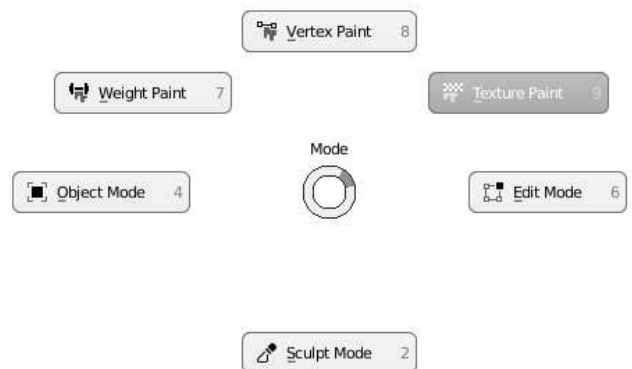 Vertex Paint 8
Weight Paint 7
Texture Paint 9
Mode
Object Mode 4
Edit Mode 6
Sculpt Mode 2